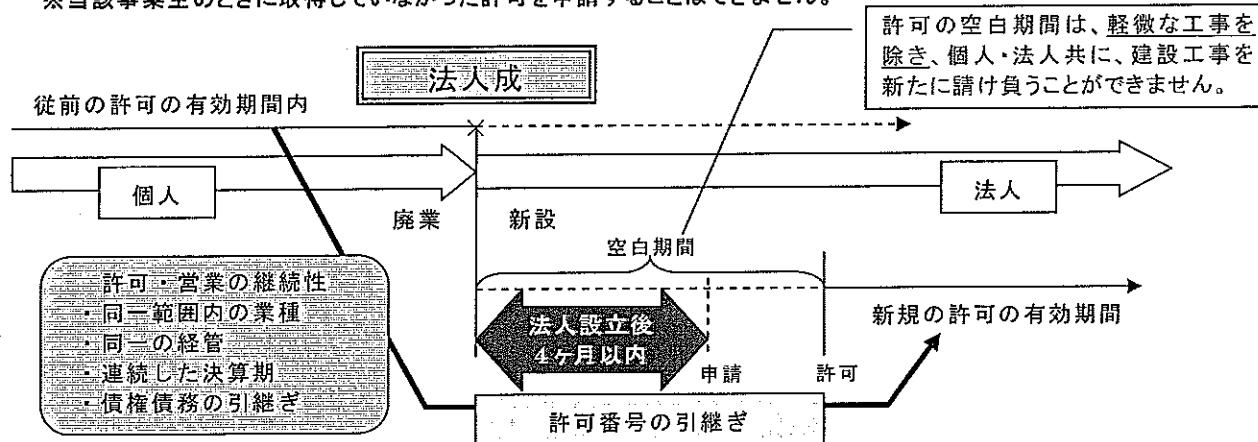 ※当該事業主のときに取得していなかった許可を申請することはできません。
許可の空白期間は、軽微な工事を
除き、個人・法人共に、建設工事を
新たに請け負うことができません。
法人成
従前の許可の有効期間内
個人
法人
廃業
新設
空白期間
許可・営業の継続性
・同一範囲内の業種
・同一の経管
・連続した決算期
・債権債務の引継ぎ
法人設立後
4ヶ月以内
新規の許可の有効期間
申請
許可
許可番号の引継ぎ